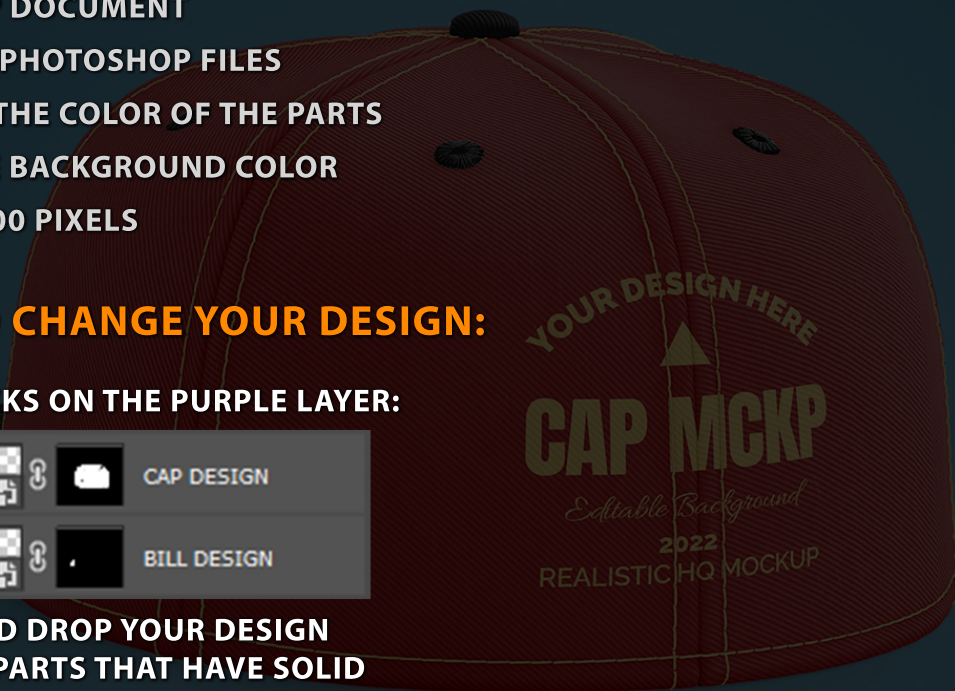 DOCUMENT
PHOTOSHOP FILES
THE COLOR OF THE PARTS
BACKGROUND COLOR
00 PIXELS
CHANGE YOUR DESIGN:
KS ON THE PURPLE LAYER:
CAP DESIGN
BILL DESIGN
D DROP YOUR DESIGN
PARTS THAT HAVE SOLID
YOUR DESIGN HERE
CAP MCKP
Editable Background
2022
REALISTIC HQ MOCKUP